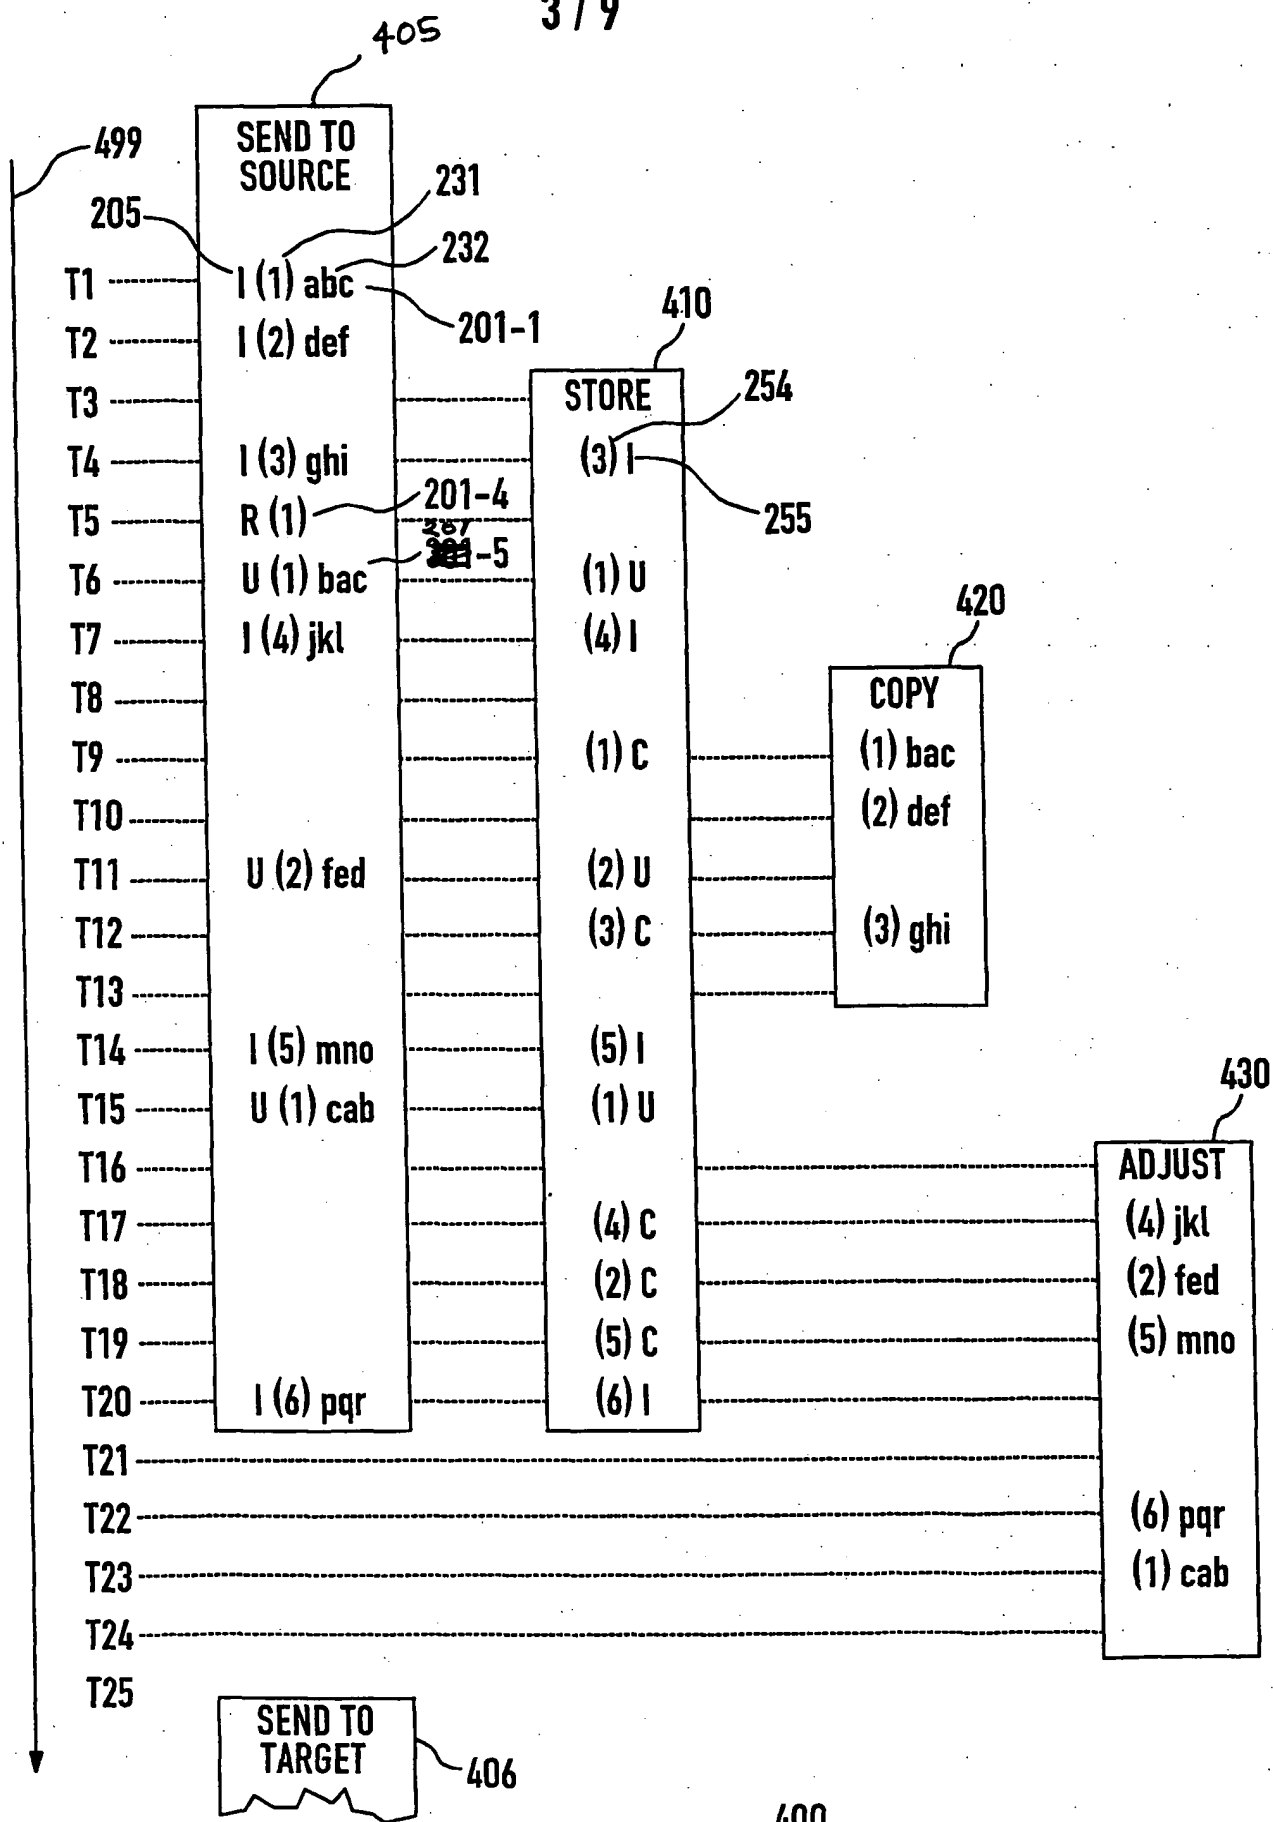 3/9
405
499
SEND TO
SOURCE
231
205
232
T1 I (1) abc
201-1
410
T2 I (2) def
T3 STORE
254
T4 I (3) ghi (3) I
255
T5 R (1) 201-4
201
-5
T6 U (1) bac (1) U
420
T7 I (4) jkl (4) I
T8 COPY
T9 (1) C (1) bac
T10 (2) def
T11 U (2) fed (2) U
T12 (3) C (3) ghi
T13
T14 I (5) mno (5) I
430
T15 U (1) cab (1) U
T16 ADJUST
T17 (4) C (4) jkl
T18 (2) C (2) fed
T19 (5) C (5) mno
T20 I (6) pqr (6) I
T21
T22 (6) pqr
T23 (1) cab
T24
T25
SEND TO
TARGET
406
400